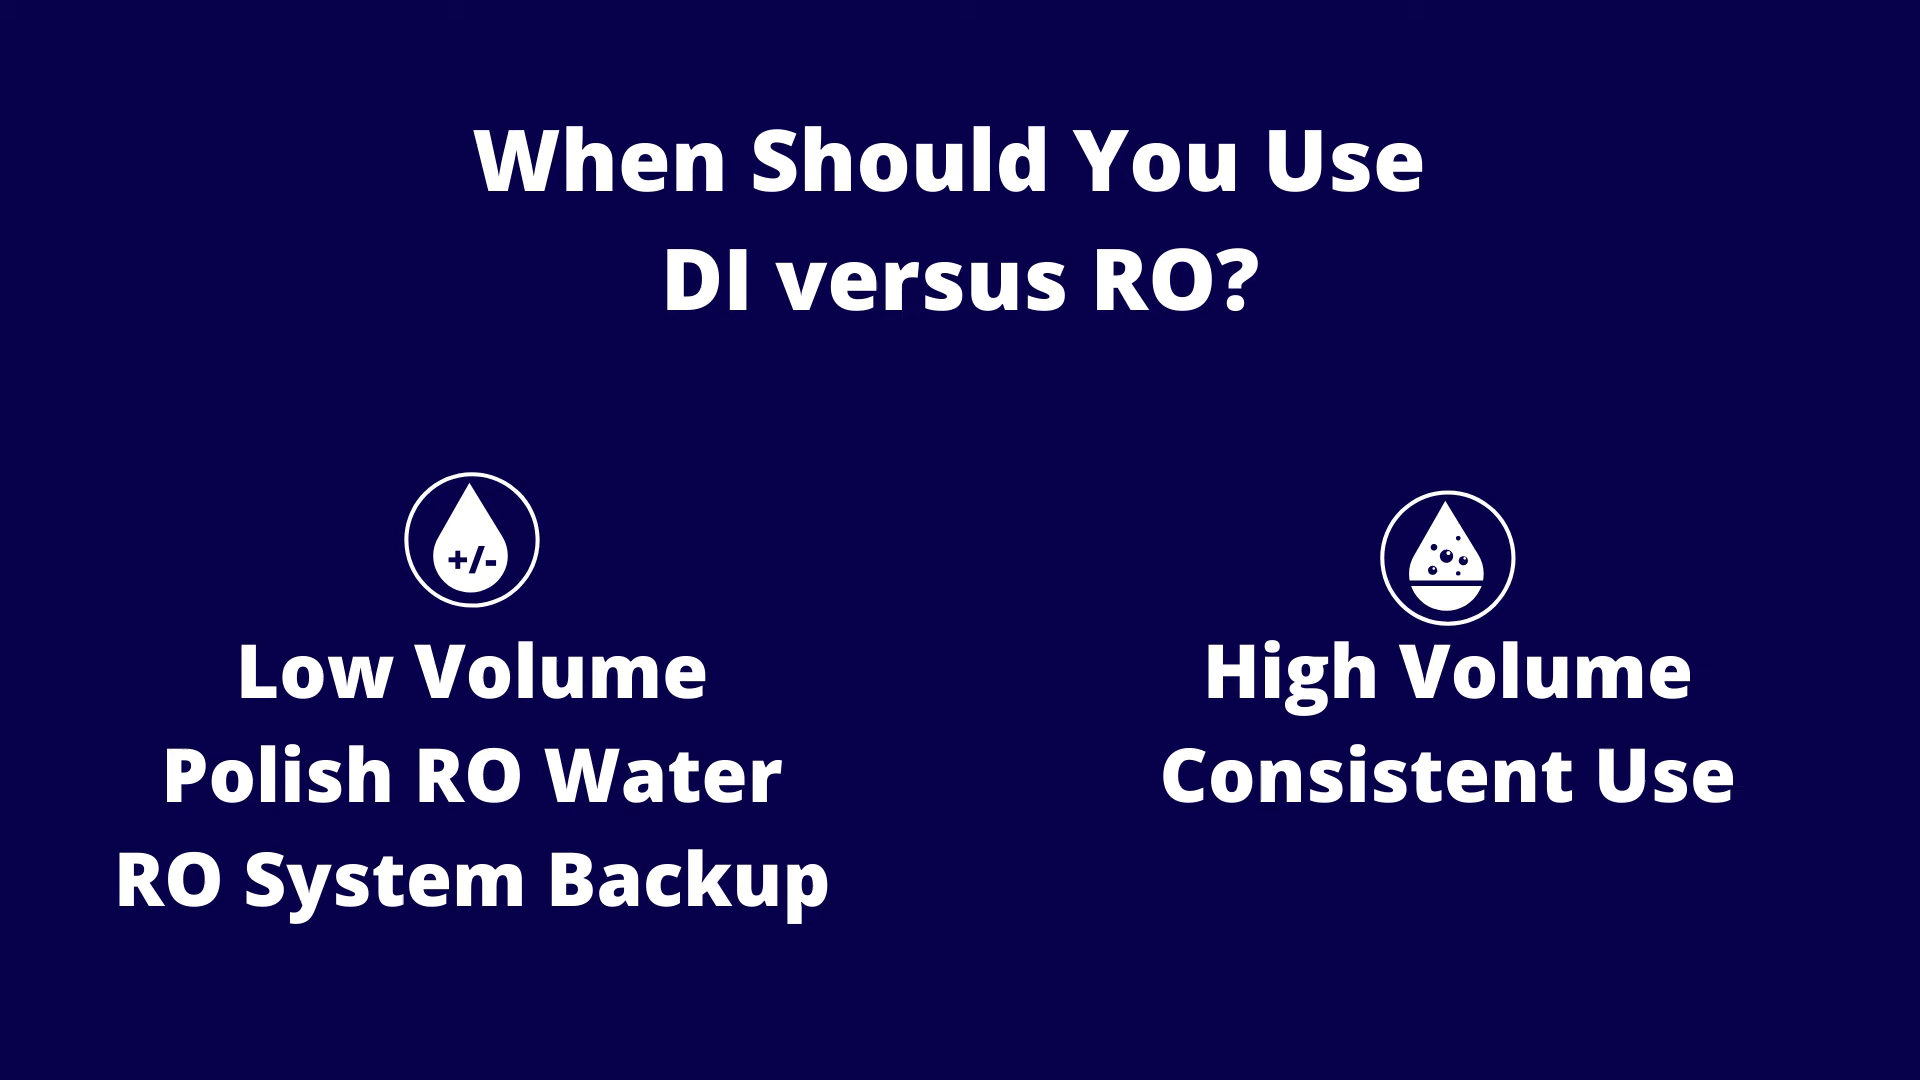 When Should You Use
DI versus RO?
+/-
Low Volume
Polish RO Water
RO System Backup
High Volume
Consistent Use